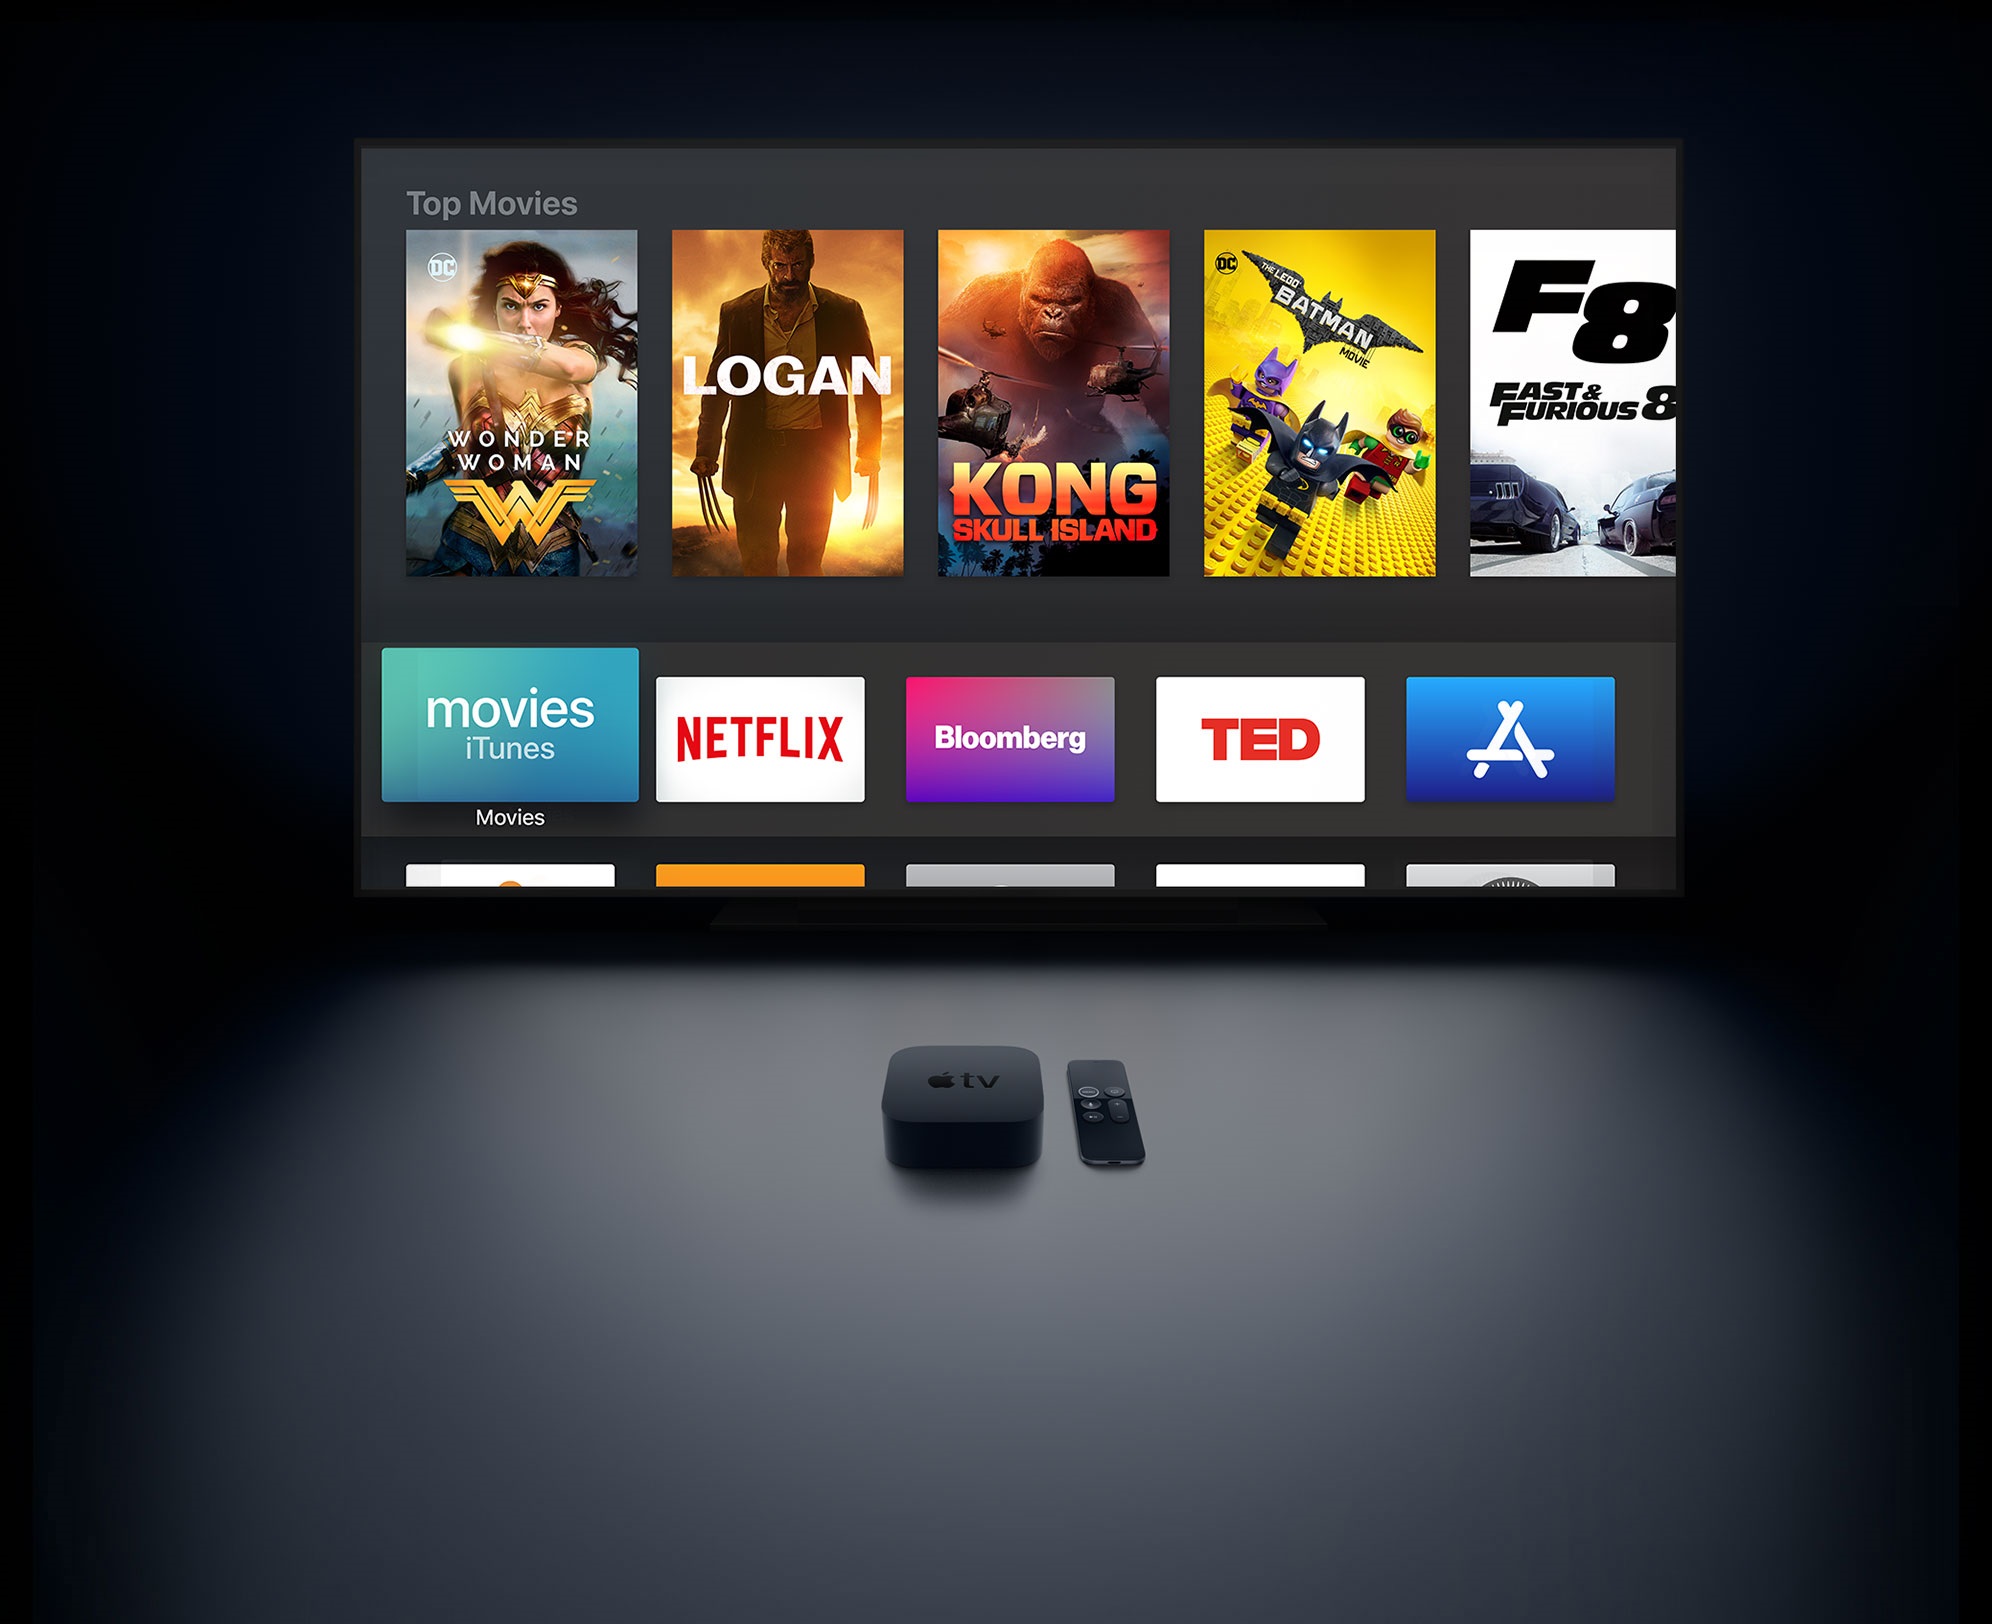 Top Movies
DC
WONDER
WOMAN
LOGAN
KONG
SKULL ISLAND
DC
THE LEGO
BATMAN
MOVIE
F8
FAST &
FURIOUS 8
movies
iTunes
NETFLIX
Bloomberg
TED
Movies
tv